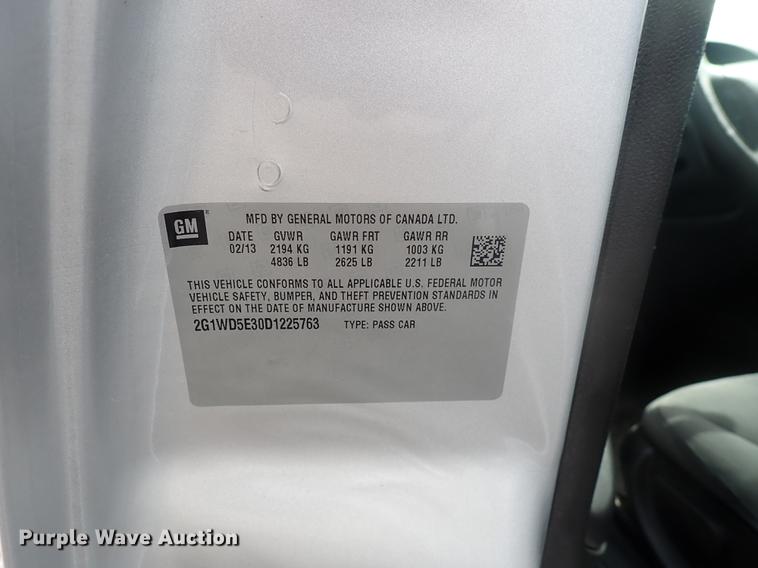 GM
MFD BY GENERAL MOTORS OF CANADA LTD.
DATE GVWR GAWR FRT GAWR RR
02/13 2194 KG 1191 KG 1003 KG
4836 LB 2625 LB 2211 LB
THIS VEHICLE CONFORMS TO ALL APPLICABLE U.S. FEDERAL MOTOR
VEHICLE SAFETY, BUMPER, AND THEFT PREVENTION STANDARDS IN
EFFECT ON THE DATE OF MANUFACTURE SHOWN ABOVE.
2G1WD5E30D1225763 TYPE: PASS CAR
Purple Wave Auction